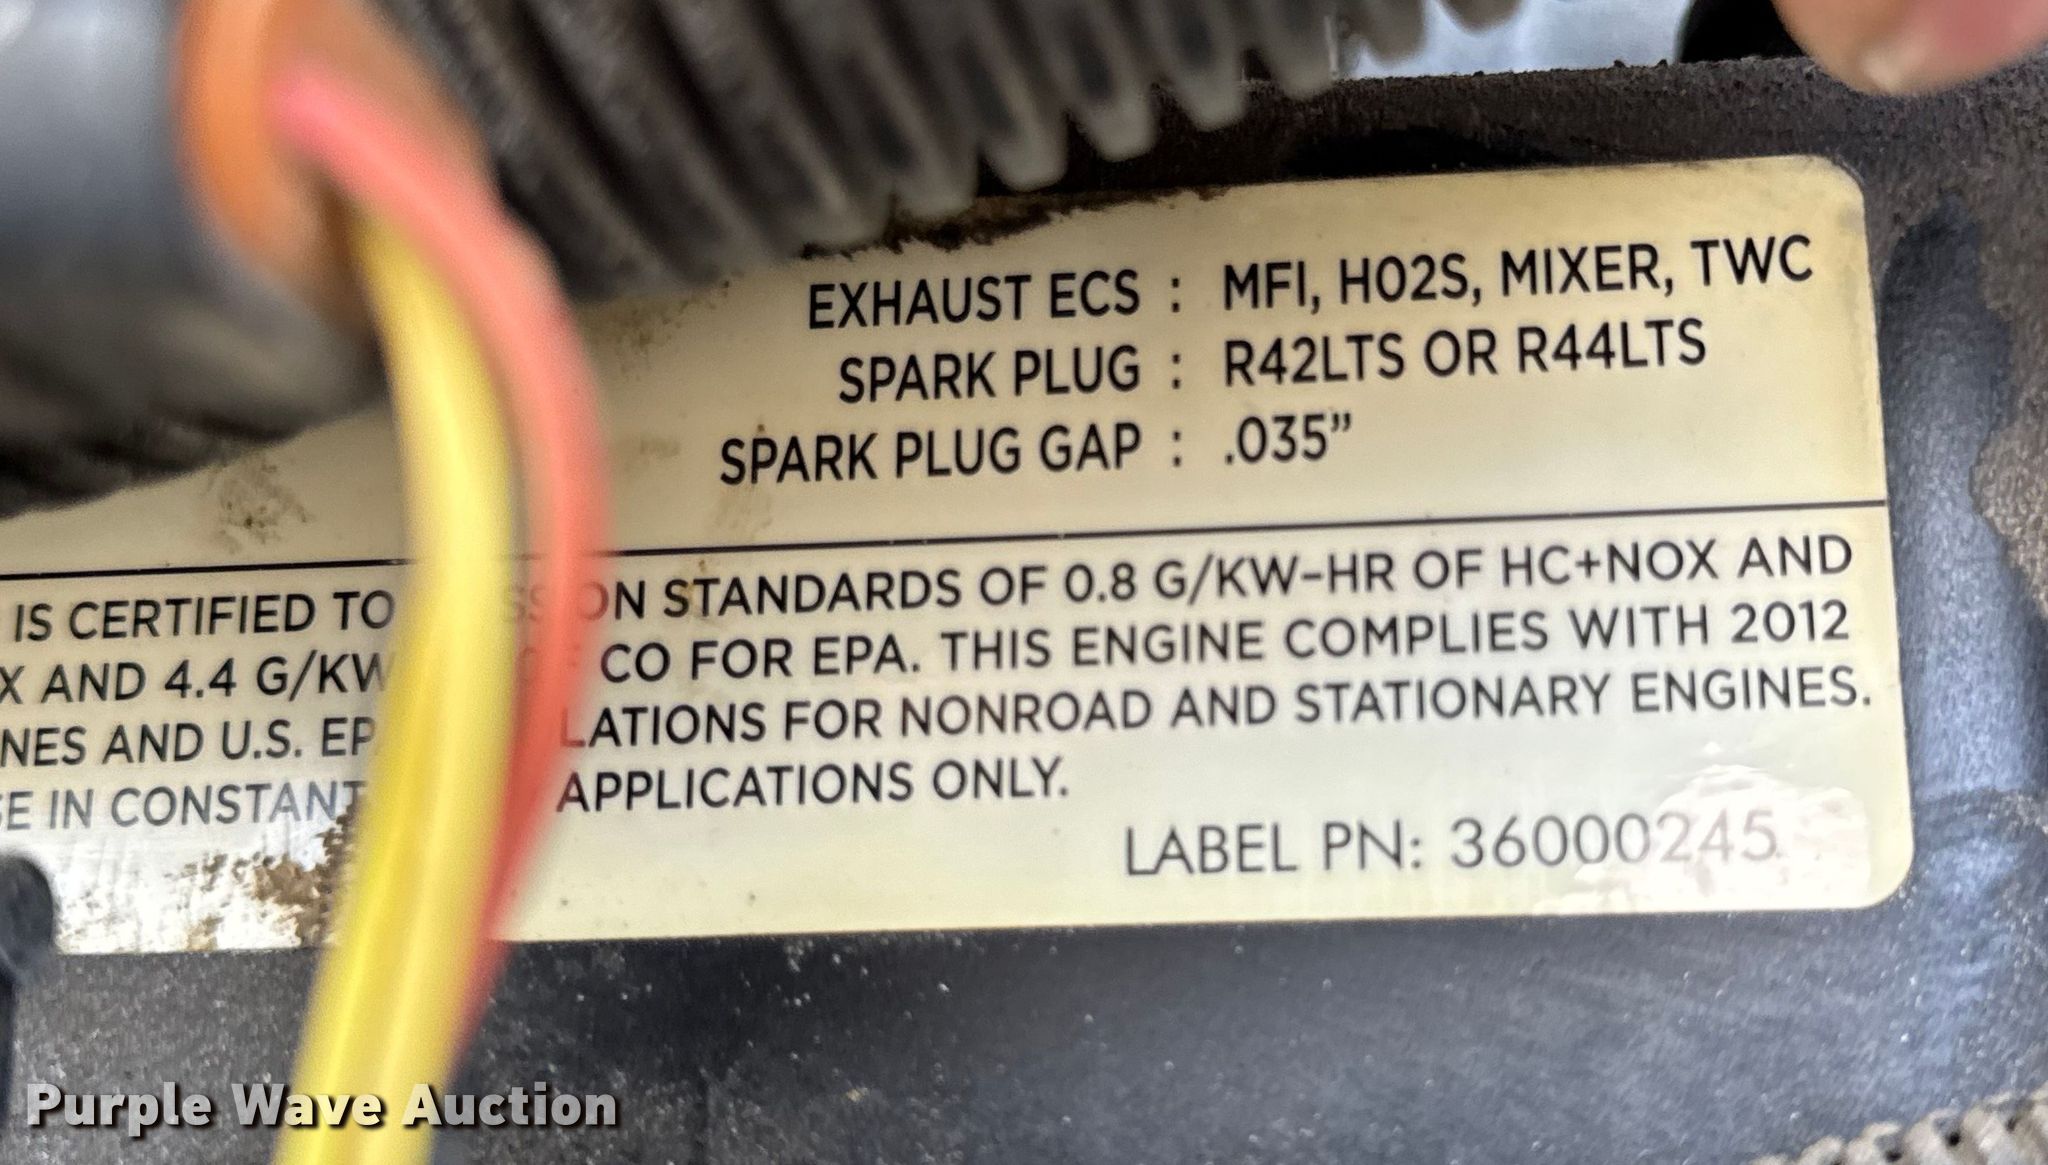 EXHAUST ECS : MFI, H02S, MIXER, TWC
SPARK PLUG : R42LTS OR R44LTS
SPARK PLUG GAP : .035”
IS CERTIFIED TO STANDARDS OF 0.8 G/KW-HR OF HC+NOX AND
X AND 4.4 G/KW CO FOR EPA. THIS ENGINE COMPLIES WITH 2012
NES AND U.S. EP LATIONS FOR NONROAD AND STATIONARY ENGINES.
SE IN CONSTANT APPLICATIONS ONLY.
LABEL PN: 36000245
Purple Wave Auction